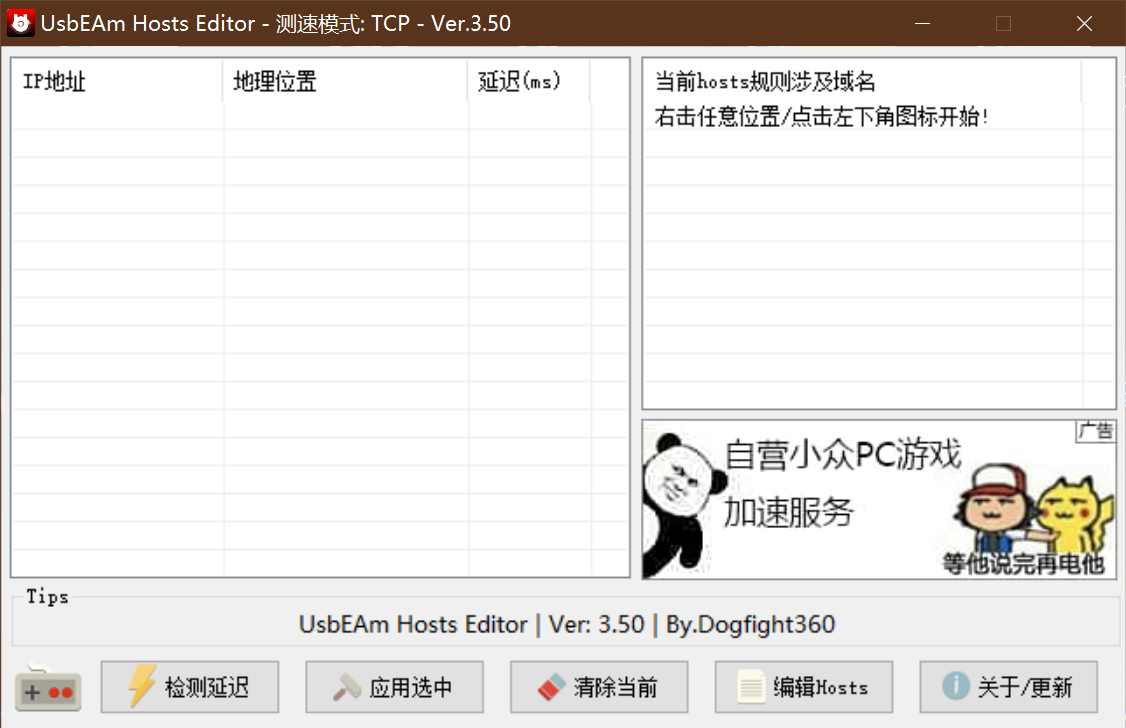 UsbEAm Hosts Editor - 测速模式: TCP - Ver.3.50
IP地址 地理位置 延迟(ms)
当前hosts规则涉及域名
右击任意位置/点击左下角图标开始!
广告
自营小众PC游戏
加速服务
等他说完再电他
Tips
UsbEAm Hosts Editor | Ver: 3.50 | By.Dogfight360
检测延迟 应用选中 清除当前 编辑Hosts 关于/更新